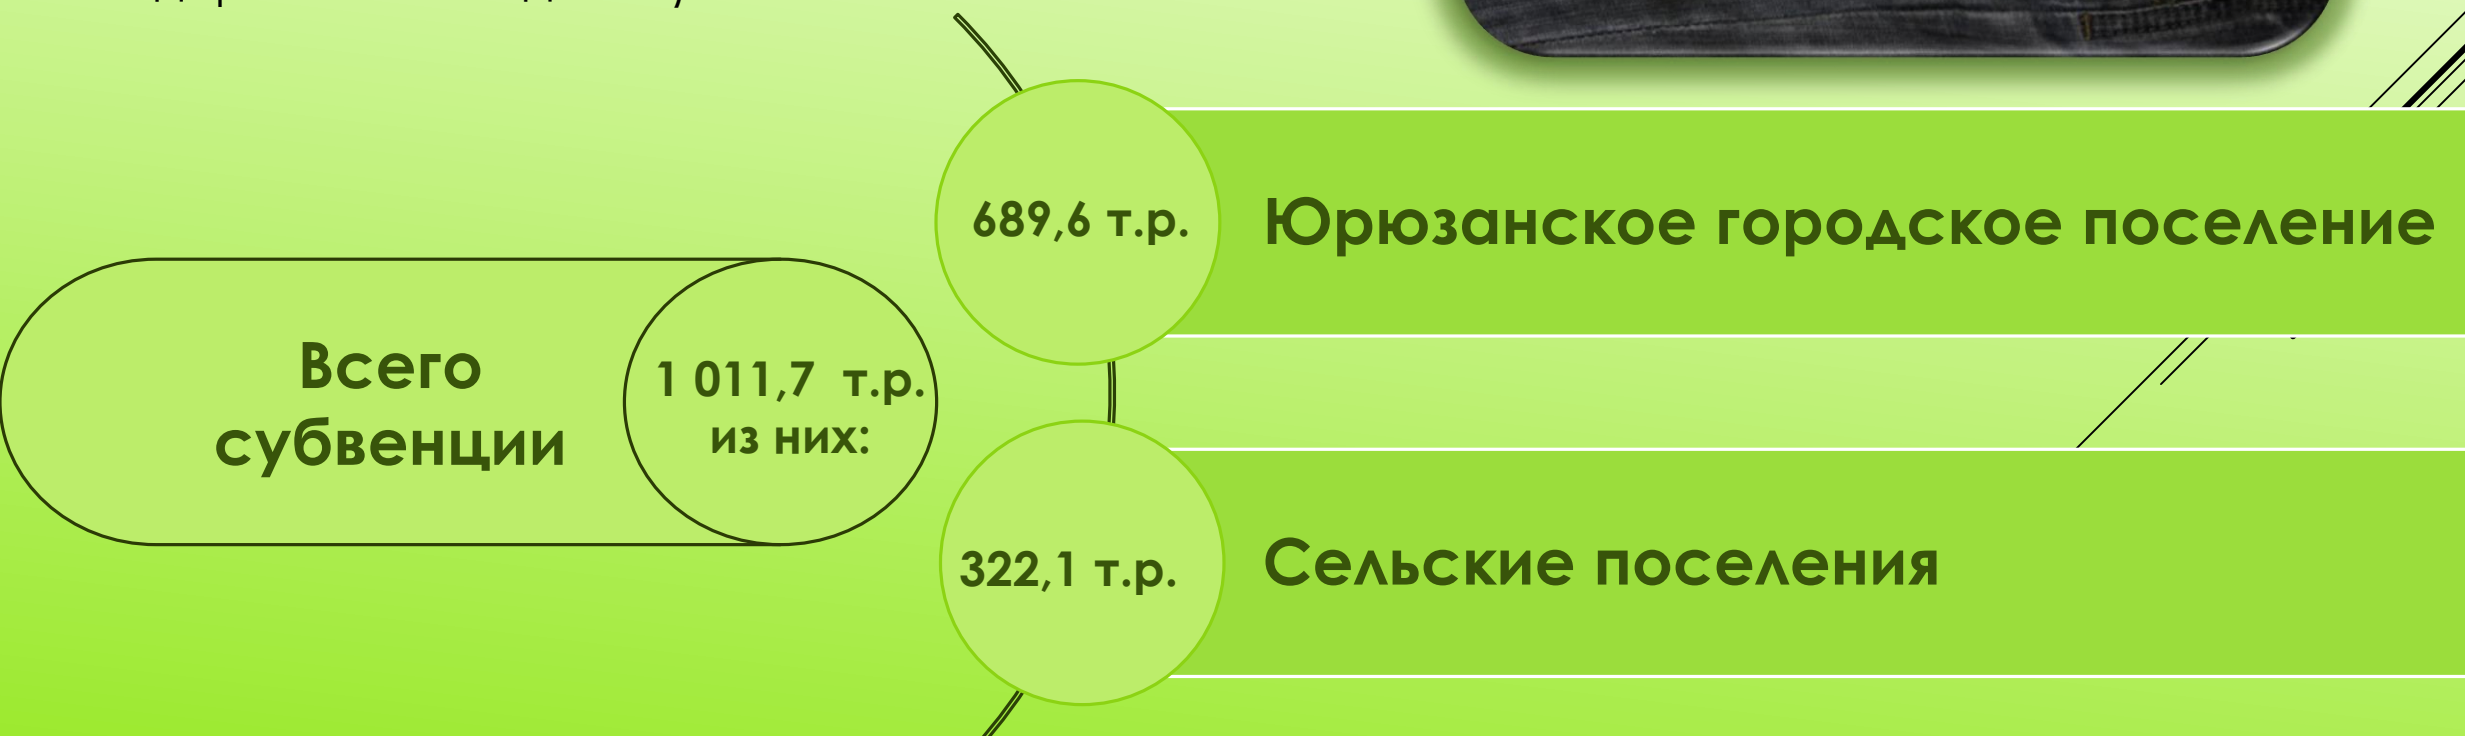 Всего
субвенции
1 011,7 т.р.
из них:
689,6 т.р.
Юрюзанское городское поселение
322,1 т.р.
Сельские поселения